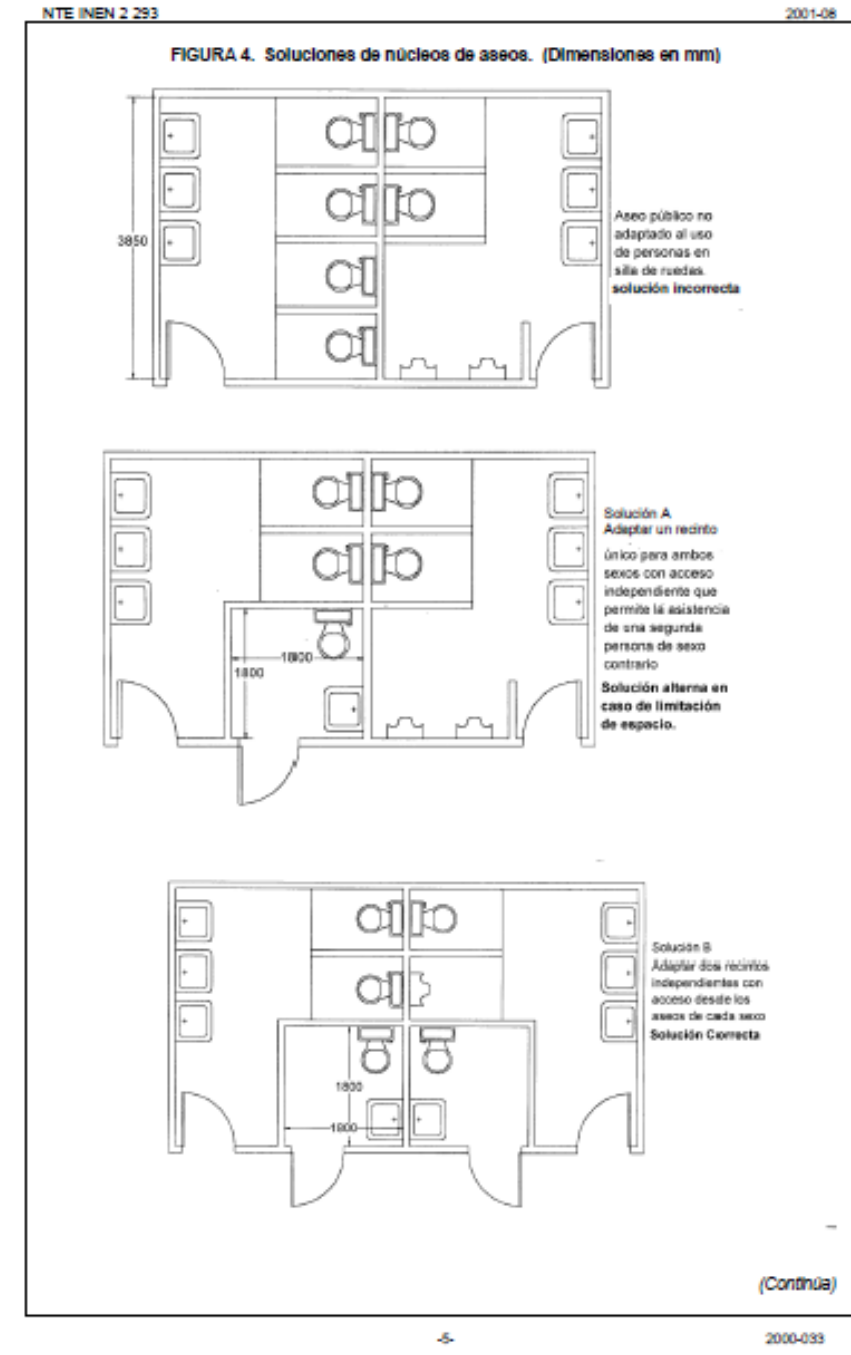 NTE INEN 2 293
2001-08
FIGURA 4. Soluciones de núcleos de aseos. (Dimensiones en mm)
3850
Aseo público no
adaptado al uso
de personas en
silla de ruedas.
solución incorrecta
Solución A
Adaptar un recinto
único para ambos
sexos con acceso
independiente que
permite la asistencia
de una segunda
persona de sexo
contrario
Solución alterna en
caso de limitación
de espacio.
1800
1800
Solución B
Adaptar dos recintos
independientes con
acceso desde los
aseos de cada sexo
Solución Correcta
1800
1800
(Continúa)
-5-
2000-033